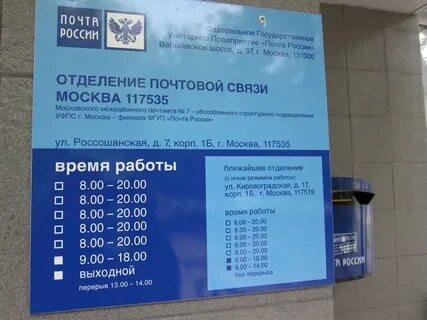 ПОЧТА
РОССИИ
Федеральное Государственное
Унитарное Предприятие "Почта России"
Варшавское шоссе, д. 37, г. Москва, 131000
ОТДЕЛЕНИЕ ПОЧТОВОЙ СВЯЗИ
МОСКВА 117535
Московского межрайонного почтамта № 7 – обособленного структурного подразделения
УФПС г. Москвы – филиала ФГУП «Почта России»
ул. Россошанская, д. 7, корп. 1Б, г. Москва, 117535
время работы
8.00 – 20.00
8.00 – 20.00
8.00 – 20.00
8.00 – 20.00
8.00 – 20.00
9.00 – 18.00
выходной
перерыв 13.00 – 14.00
ближайшее отделение
(с иным режимом работы):
ул. Кировоградская, д. 17,
корп. 1Б, г. Москва, 117519
время работы
8.00 – 20.00
8.00 – 20.00
8.00 – 20.00
8.00 – 20.00
8.00 – 20.00
9.00 – 18.00
9.00 – 14.00
без перерыва
ПОЧТА РОССИИ